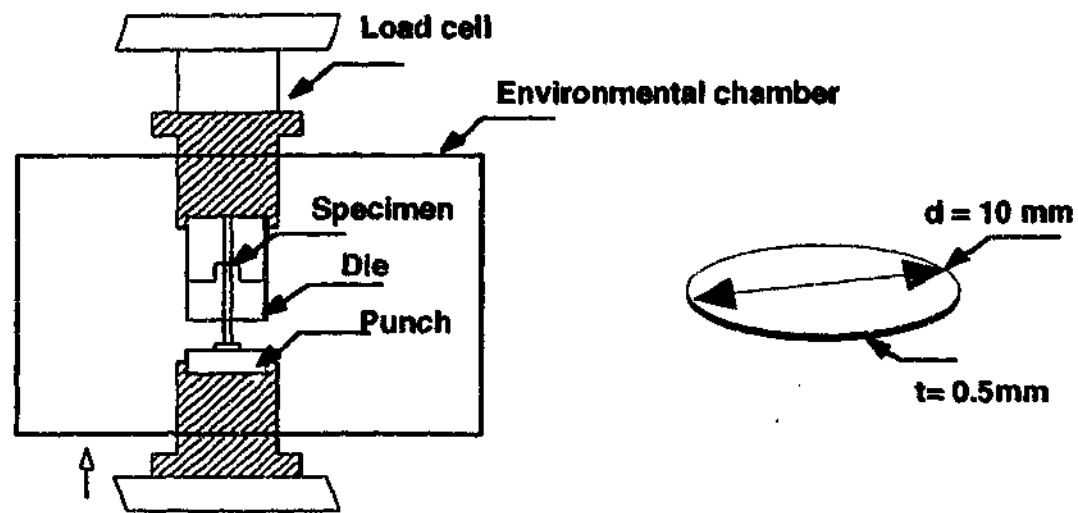 Load cell
Environmental chamber
Specimen
Die
Punch
d = 10 mm
t= 0.5mm